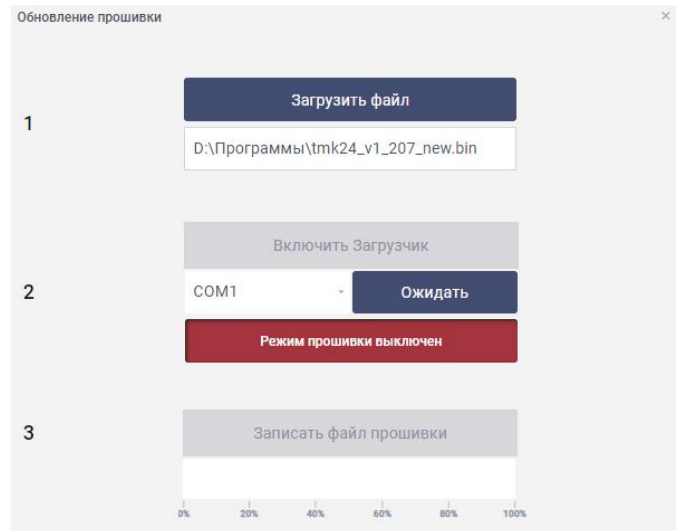 Обновление прошивки
×
1
Загрузить файл
D:\Программы\tmk24_v1_207_new.bin
2
Включить Загрузчик
COM1
Ожидать
Режим прошивки выключен
3
Записать файл прошивки
0% 20% 40% 60% 80% 100%